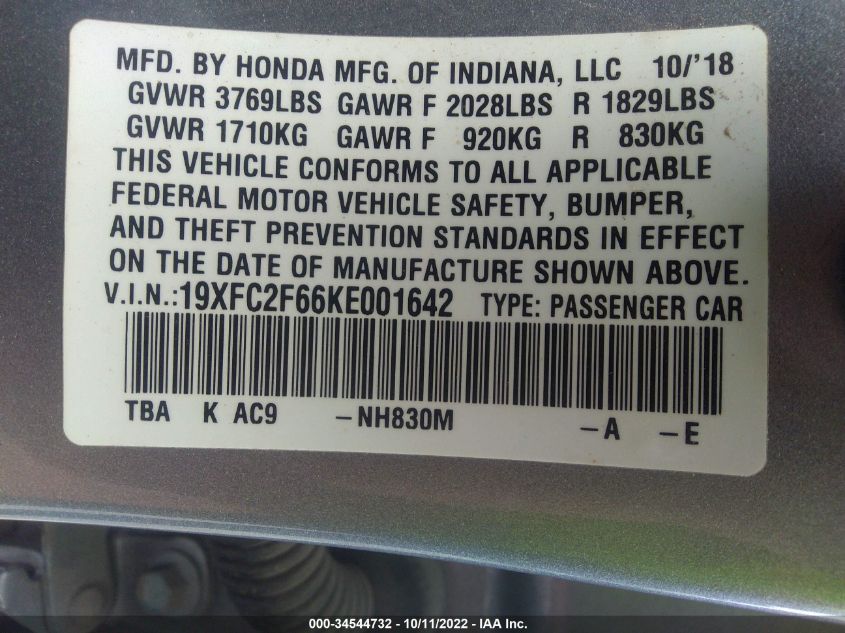 MFD. BY HONDA MFG. OF INDIANA, LLC 10/'18
GVWR 3769LBS GAWR F 2028LBS R 1829LBS
GVWR 1710KG GAWR F 920KG R 830KG
THIS VEHICLE CONFORMS TO ALL APPLICABLE
FEDERAL MOTOR VEHICLE SAFETY, BUMPER,
AND THEFT PREVENTION STANDARDS IN EFFECT
ON THE DATE OF MANUFACTURE SHOWN ABOVE.
V.I.N.:19XFC2F66KE001642 TYPE: PASSENGER CAR
TBA K AC9 -NH830M -A -E
000-34544732 - 10/11/2022 - IAA Inc.